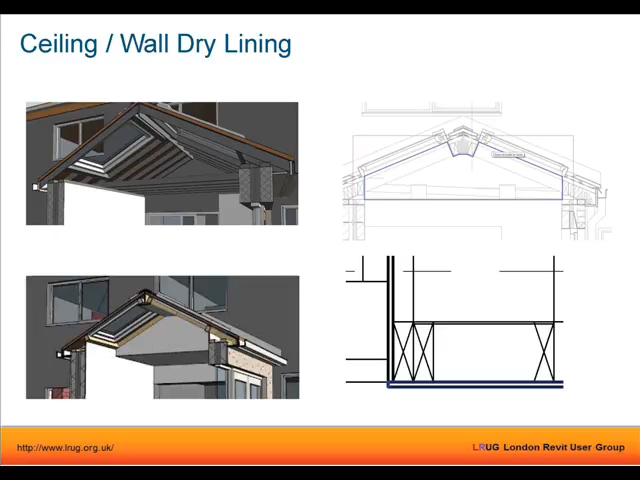 Ceiling / Wall Dry Lining
http://www.lrug.org.uk/
LRUG London Revit User Group